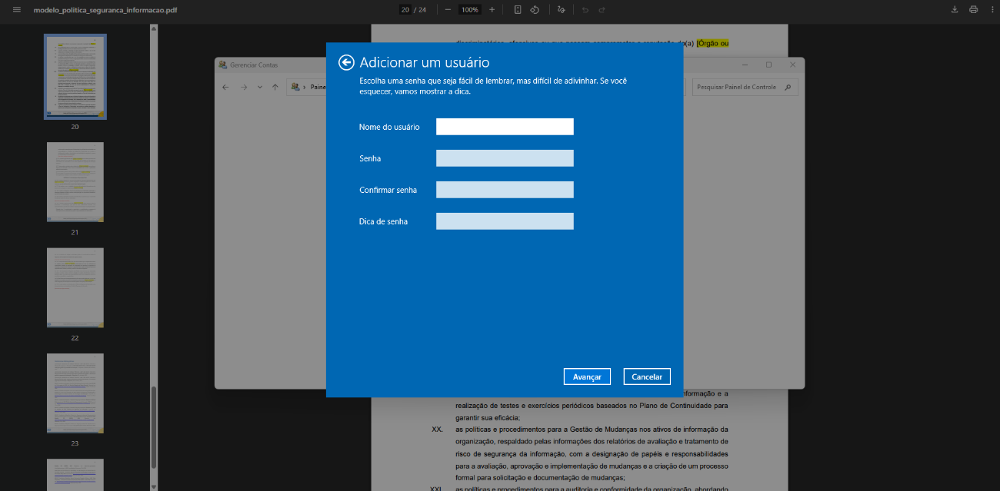 modelo_politica_seguranca_informacao.pdf
20 / 24
100%
discriminatórios, ofensivos ou que possam comprometer a reputação do(a) [Órgão ou
Gerenciar Contas
Paine
Pesquisar Painel de Controle
Adicionar um usuário
Escolha uma senha que seja fácil de lembrar, mas difícil de adivinhar. Se você
esquecer, vamos mostrar a dica.
Nome do usuário
Senha
Confirmar senha
Dica de senha
Avançar
Cancelar
20
21
22
23
nformação e a
realização de testes e exercícios periódicos baseados no Plano de Continuidade para
garantir sua eficácia;
XX. as políticas e procedimentos para a Gestão de Mudanças nos ativos de informação da
organização, respaldado pelas informações dos relatórios de avaliação e tratamento de
risco de segurança da informação, com a designação de papéis e responsabilidades
para a avaliação, aprovação e implementação de mudanças e a criação de um processo
formal para solicitação e documentação de mudanças;
XXI. as políticas e procedimentos para a auditoria e conformidade da organização, abordando